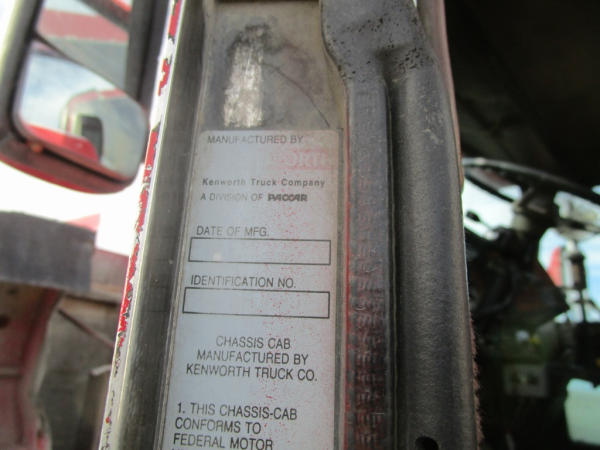 MANUFACTURED BY
ORTH
Kenworth Truck Company
A DIVISION OF PACCAR
DATE OF MFG.
IDENTIFICATION NO.
CHASSIS CAB
MANUFACTURED BY
KENWORTH TRUCK CO.
1. THIS CHASSIS-CAB
CONFORMS TO
FEDERAL MOTOR